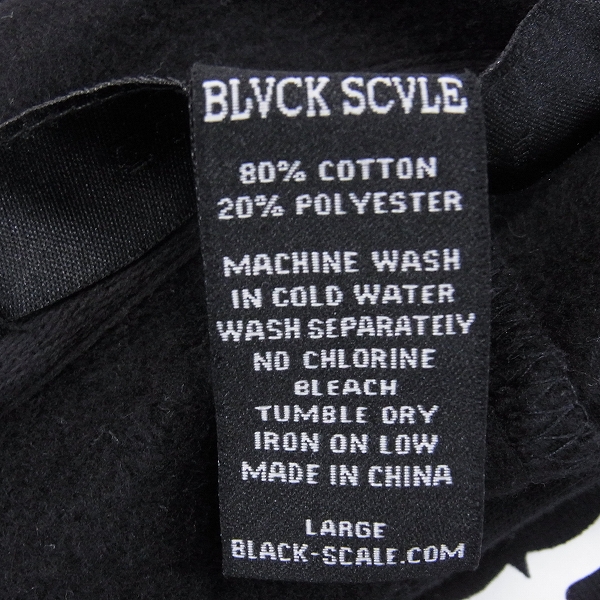 BLVCK SCVLE
80% COTTON
20% POLYESTER
MACHINE WASH
IN COLD WATER
WASH SEPARATELY
NO CHLORINE
BLEACH
TUMBLE DRY
IRON ON LOW
MADE IN CHINA
LARGE
BLACK-SCALE.COM